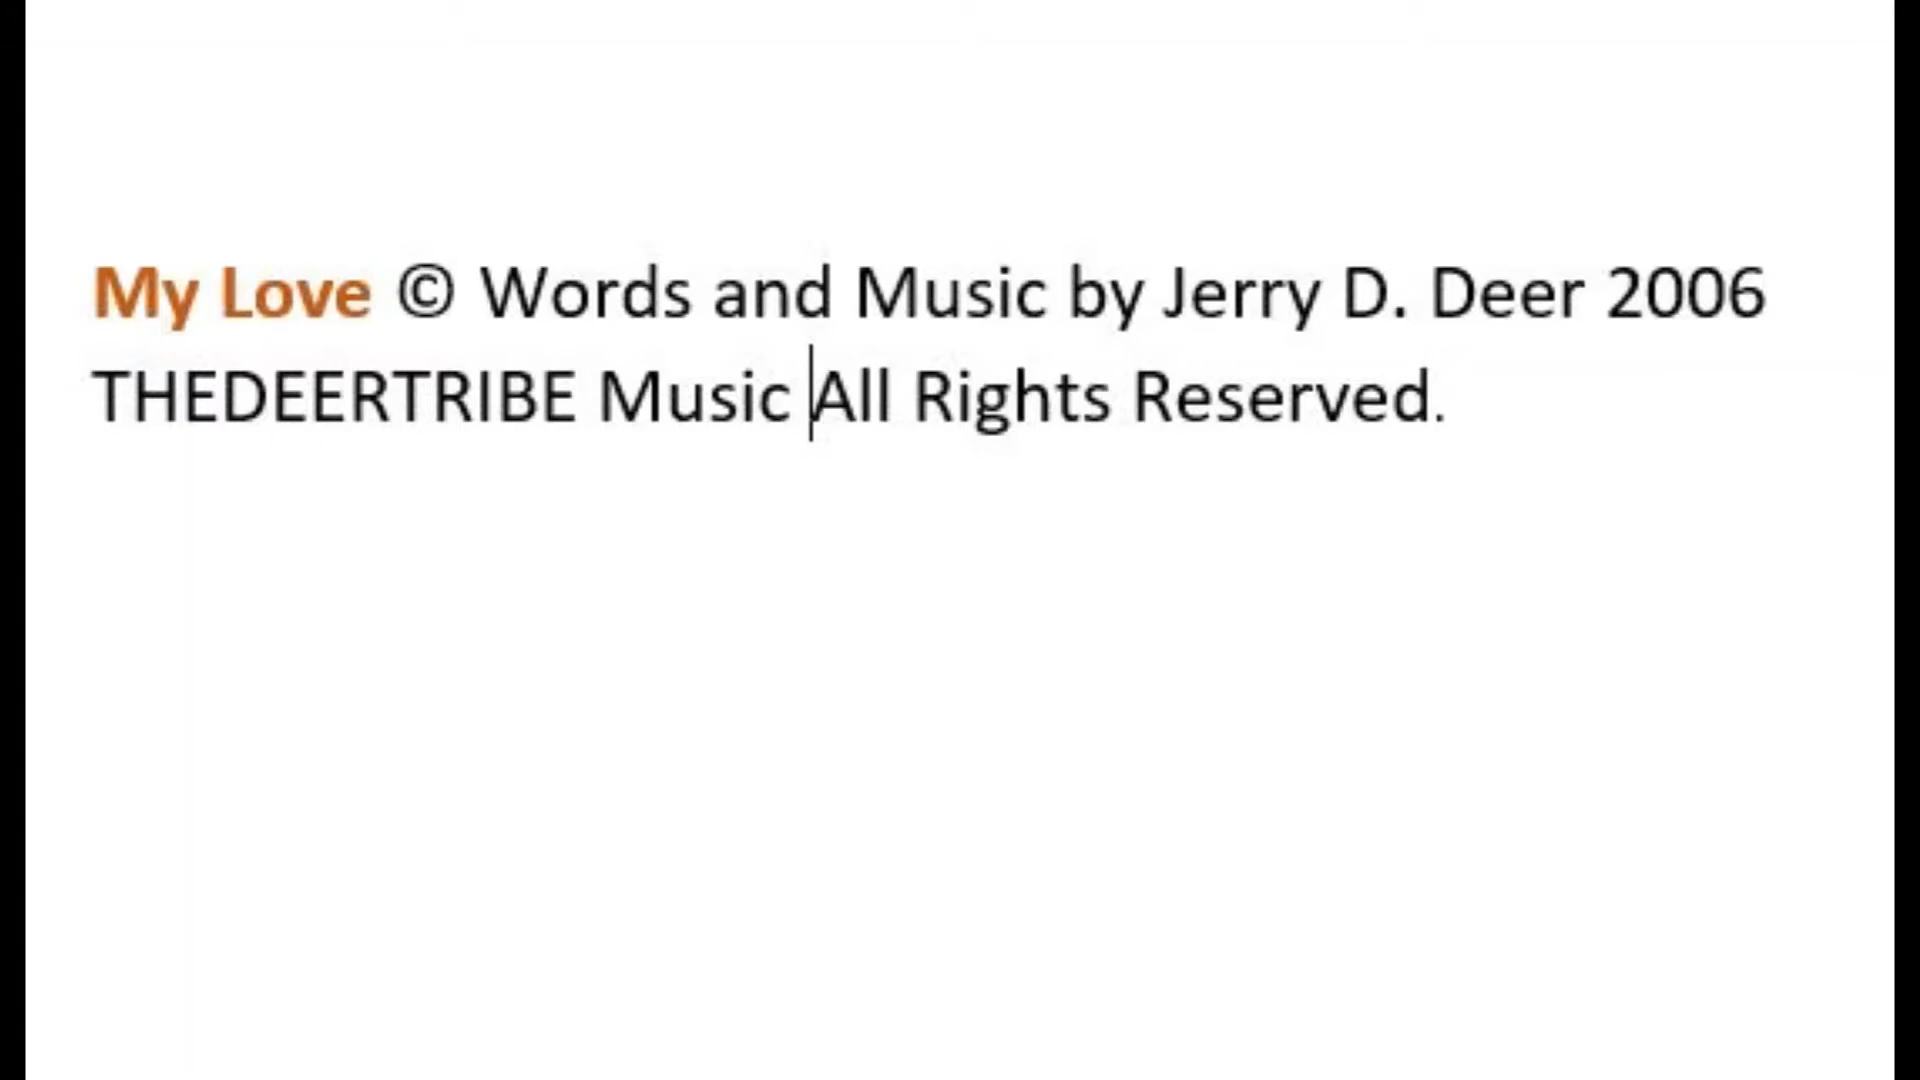 My Love © Words and Music by Jerry D. Deer 2006
THEDEERTRIBE Music All Rights Reserved.